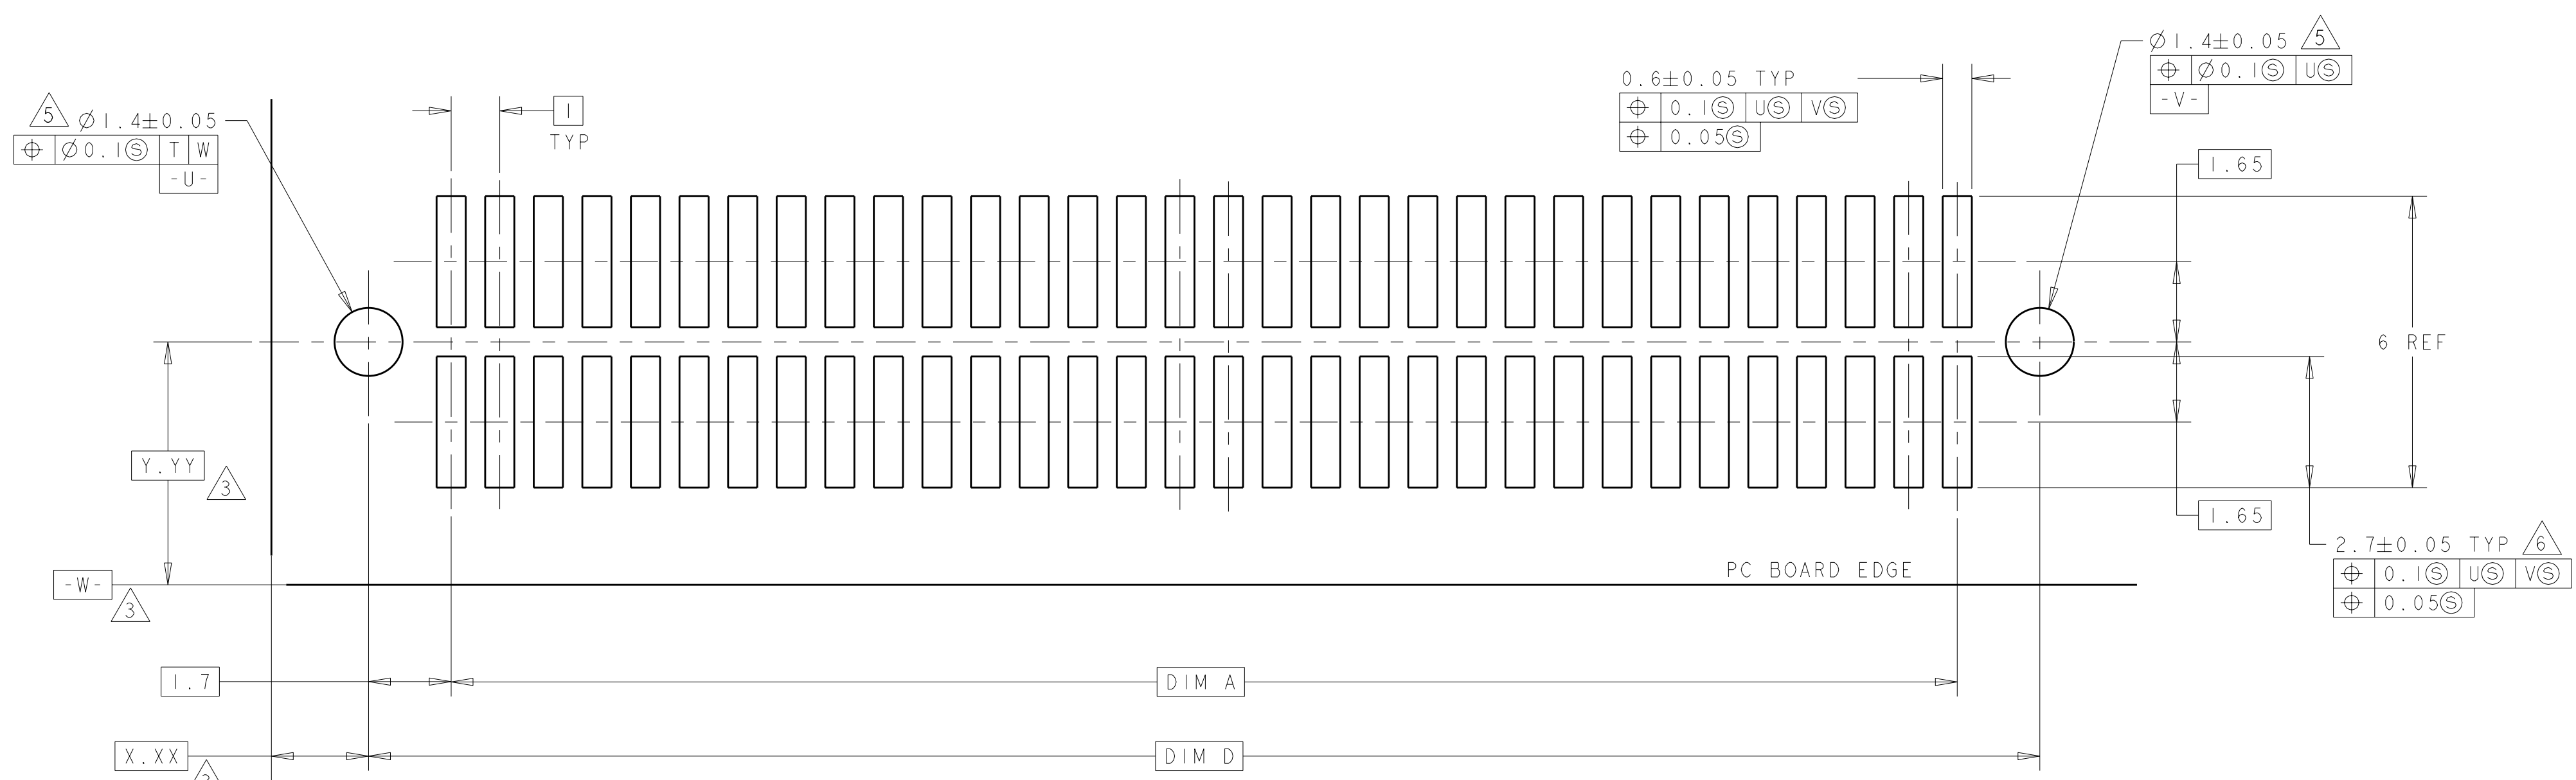 Ø1.4±0.05 5
⌖ Ø0.1Ⓢ UⓈ
-V-
0.6±0.05 TYP
⌖ 0.1Ⓢ UⓈ VⓈ
⌖ 0.05Ⓢ
5 Ø1.4±0.05
⌖ Ø0.1Ⓢ T W
-U-
1
TYP
1.65
6 REF
Y.YY 3
1.65
2.7±0.05 TYP 6
⌖ 0.1Ⓢ UⓈ VⓈ
⌖ 0.05Ⓢ
PC BOARD EDGE
-W- 3
1.7
DIM A
X.XX
DIM D